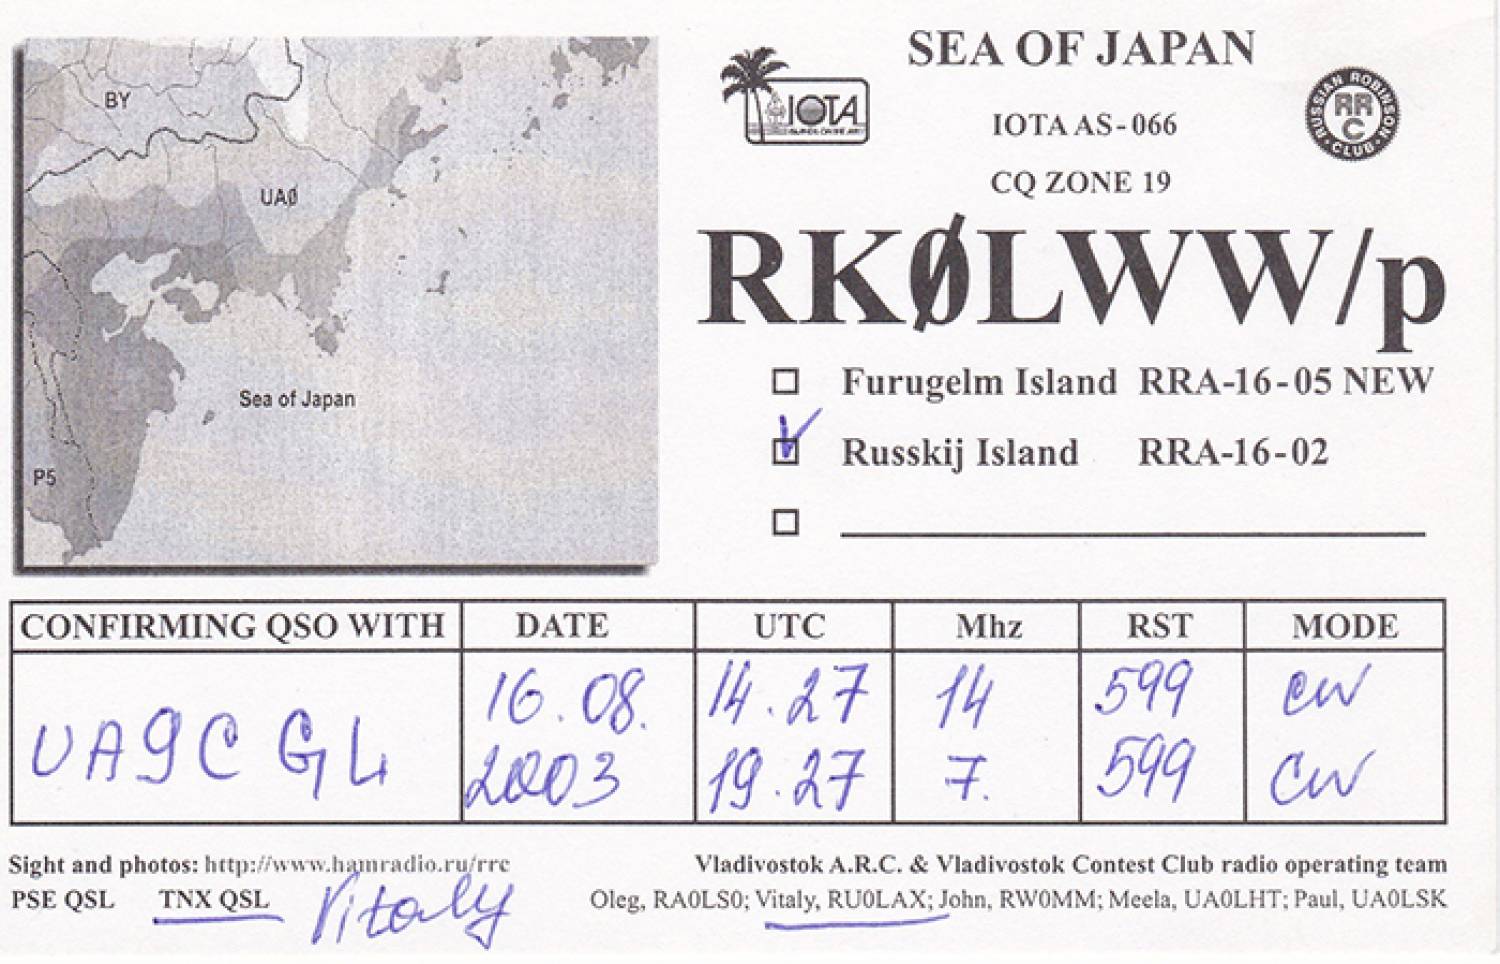 BY
UAØ
Sea of Japan
P5
IOTA
SEA OF JAPAN
IOTA AS-066
CQ ZONE 19
RUSSIAN ROBINSON CLUB
RRC
RKØLWW/p
Furugelm Island RRA-16-05 NEW
Russkij Island RRA-16-02
CONFIRMING QSO WITH DATE UTC Mhz RST MODE
UA9CGL 16.08. 14.27 14 599 CW
2003 19.27 7. 599 CW
Sight and photos: http://www.hamradio.ru/rrc
PSE QSL TNX QSL Vitaly
Vladivostok A.R.C. & Vladivostok Contest Club radio operating team
Oleg, RA0LS0; Vitaly, RU0LAX; John, RW0MM; Meela, UA0LHT; Paul, UA0LSK